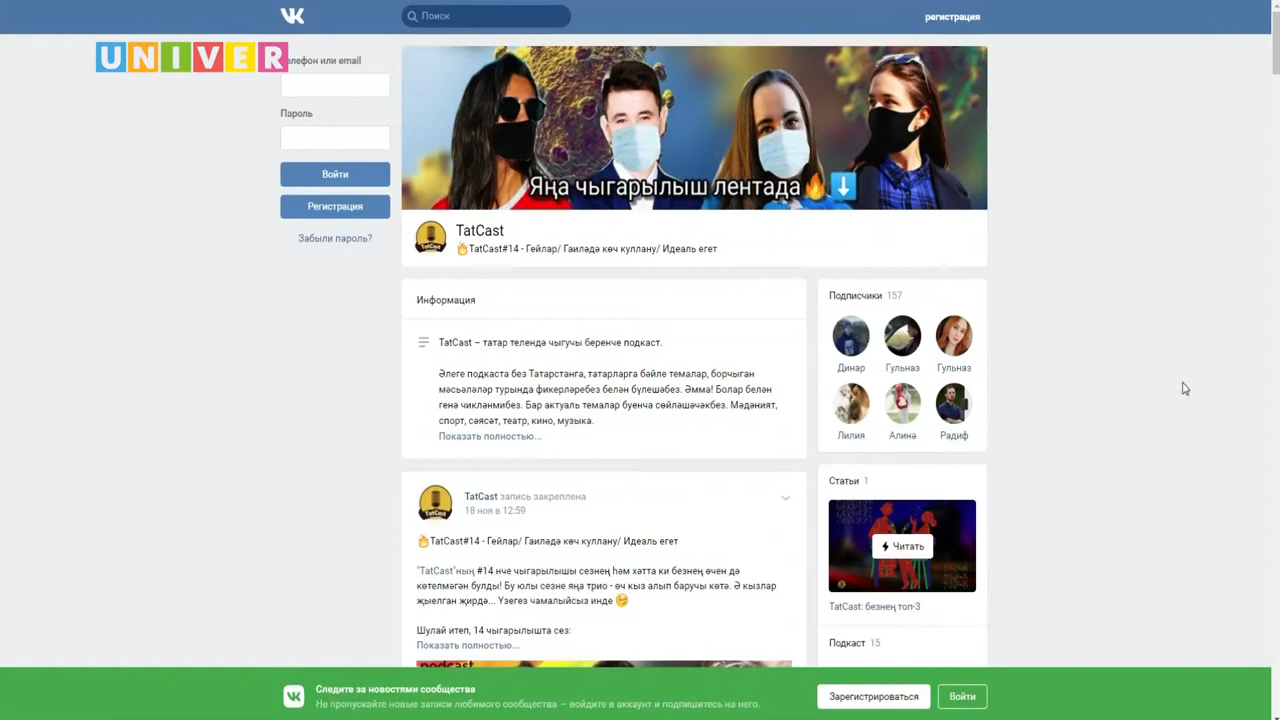 Поиск
регистрация
UNIVER
елефон или email
Пароль
Войти
Регистрация
Забыли пароль?
Яңа чыгарылыш лентада
TatCast
TatCast#14 - Гейлар/ Гаиләдә көч куллану/ Идеаль егет
Информация
TatCast – татар телендә чыгучы беренче подкаст.
Әлеге подкаста без Татарстанга, татарларга бәйле темалар, борчыган
мәсьәләләр турында фикерләребез белән бүлешәбез. Әмма! Болар белән
генә чикләнмибез. Бар актуаль темалар буенча сөйләшәчәкбез. Мәдәният,
спорт, сәясәт, театр, кино, музыка.
Показать полностью...
TatCast запись закреплена
18 ноя в 12:59
TatCast#14 - Гейлар/ Гаиләдә көч куллану/ Идеаль егет
"TatCast"ның #14 нче чыгарылышы сезнең һәм хәтта ки безнең өчен дә
көтелмәгән булды! Бу юлы сезне яңа трио - өч кыз алып баручы көтә. Ә кызлар
җыелган җирдә... Үзегез чамалыйсыз инде
Шулай итеп, 14 чыгарылышта сез:
Показать полностью...
podcast
Подписчики 157
Динар
Гульназ
Гульназ
Лилия
Алинә
Радиф
Статьи 1
Читать
TatCast: безнең топ-3
Подкаст 15
Следите за новостями сообщества
Не пропускайте новые записи любимого сообщества – войдите в аккаунт и подпишитесь на него.
Зарегистрироваться
Войти